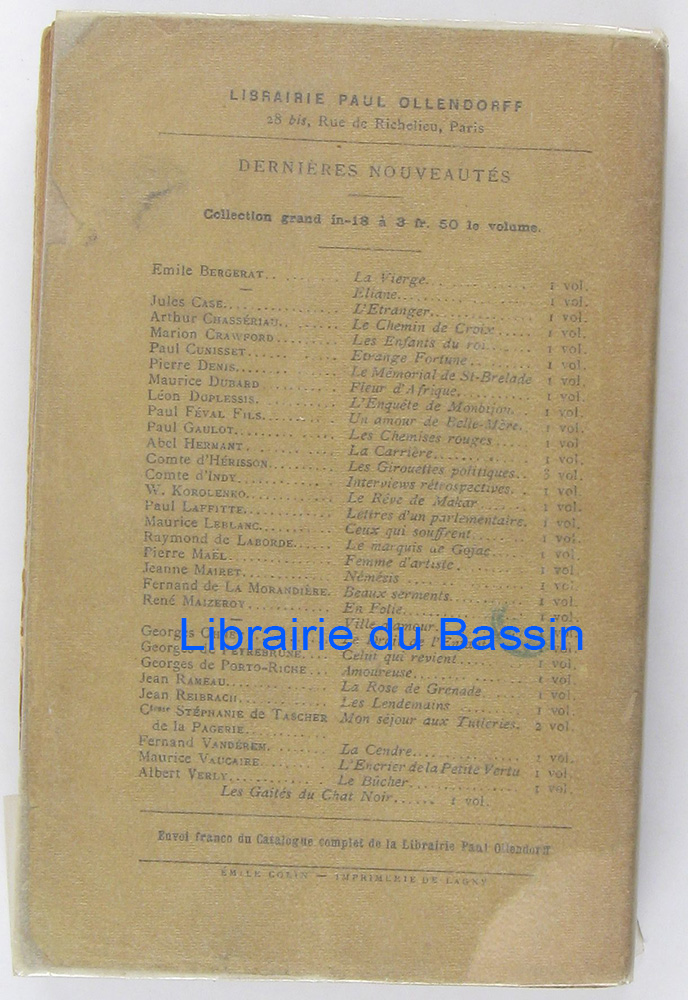 LIBRAIRIE PAUL OLLENDORFF
28 bis, Rue de Richelieu, Paris
DERNIÈRES NOUVEAUTÉS
Collection grand in-18 à 3 fr. 50 le volume.
Emile BERGERAT.. La Vierge... 1 vol.
— Eliane... 1 vol.
Jules CASE... L'Etranger... 1 vol.
Arthur CHASSÉRIAU.. Le Chemin de Croix... 1 vol.
Marion CRAWFORD... Les Enfants du roi... 1 vol.
Paul CUNISSET... Etrange Fortune... 1 vol.
Pierre DENIS... Le Mémorial de St-Brelade 1 vol.
Maurice DUBARD... Fleur d'Afrique... 1 vol.
Léon DUPLESSIS... L'Enquête de Monbijou... 1 vol.
Paul FÉVAL FILS... Un amour de Belle-Mère. 1 vol.
Paul GAULOT... Les Chemises rouges... 1 vol
Abel HERMANT... La Carrière... 1 vol.
Comte d'HÉRISSON... Les Girouettes politiques.. 3 vol.
Comte d'INDY... Interviews rétrospectives.. 1 vol.
W. KOROLENKO... Le Rêve de Makar... 1 vol.
Paul LAFFITTE... Lettres d'un parlementaire. 1 vol.
Maurice LEBLANC... Ceux qui souffrent... 1 vol.
Raymond de LABORDE... Le marquis de Gojac... 1 vol.
Pierre MAËL... Femme d'artiste... 1 vol.
Jeanne MAIRET... Némésis... 1 vol.
Fernand de LA MORANDIÈRE. Beaux serments... 1 vol.
René MAIZEROY... En Folie... 1 vol.
— Ville d'amour... vol.
Georges Le
Georges de PEYREBRUNE... Celui qui revient... 1 vol.
Georges de PORTO-RICHE... Amoureuse... 1 vol.
Jean RAMEAU... La Rose de Grenade... 1 vol.
Jean REIBRACH... Les Lendemains... 1 vol.
Ctesse STÉPHANIE de TASCHER
de la PAGERIE... Mon séjour aux Tuileries. 2 vol.
Fernand VANDÉREM... La Cendre... 1 vol.
Maurice VAUCAIRE... L'Encrier de la Petite Vertu 1 vol.
Albert VERLY... Le Bûcher... 1 vol.
Les Gaités du Chat Noir... 1 vol.
Envoi franco du Catalogue complet de la Librairie Paul Ollendorff
ÉMILE COLIN — IMPRIMERIE DE LAGNY
Librairie du Bassin